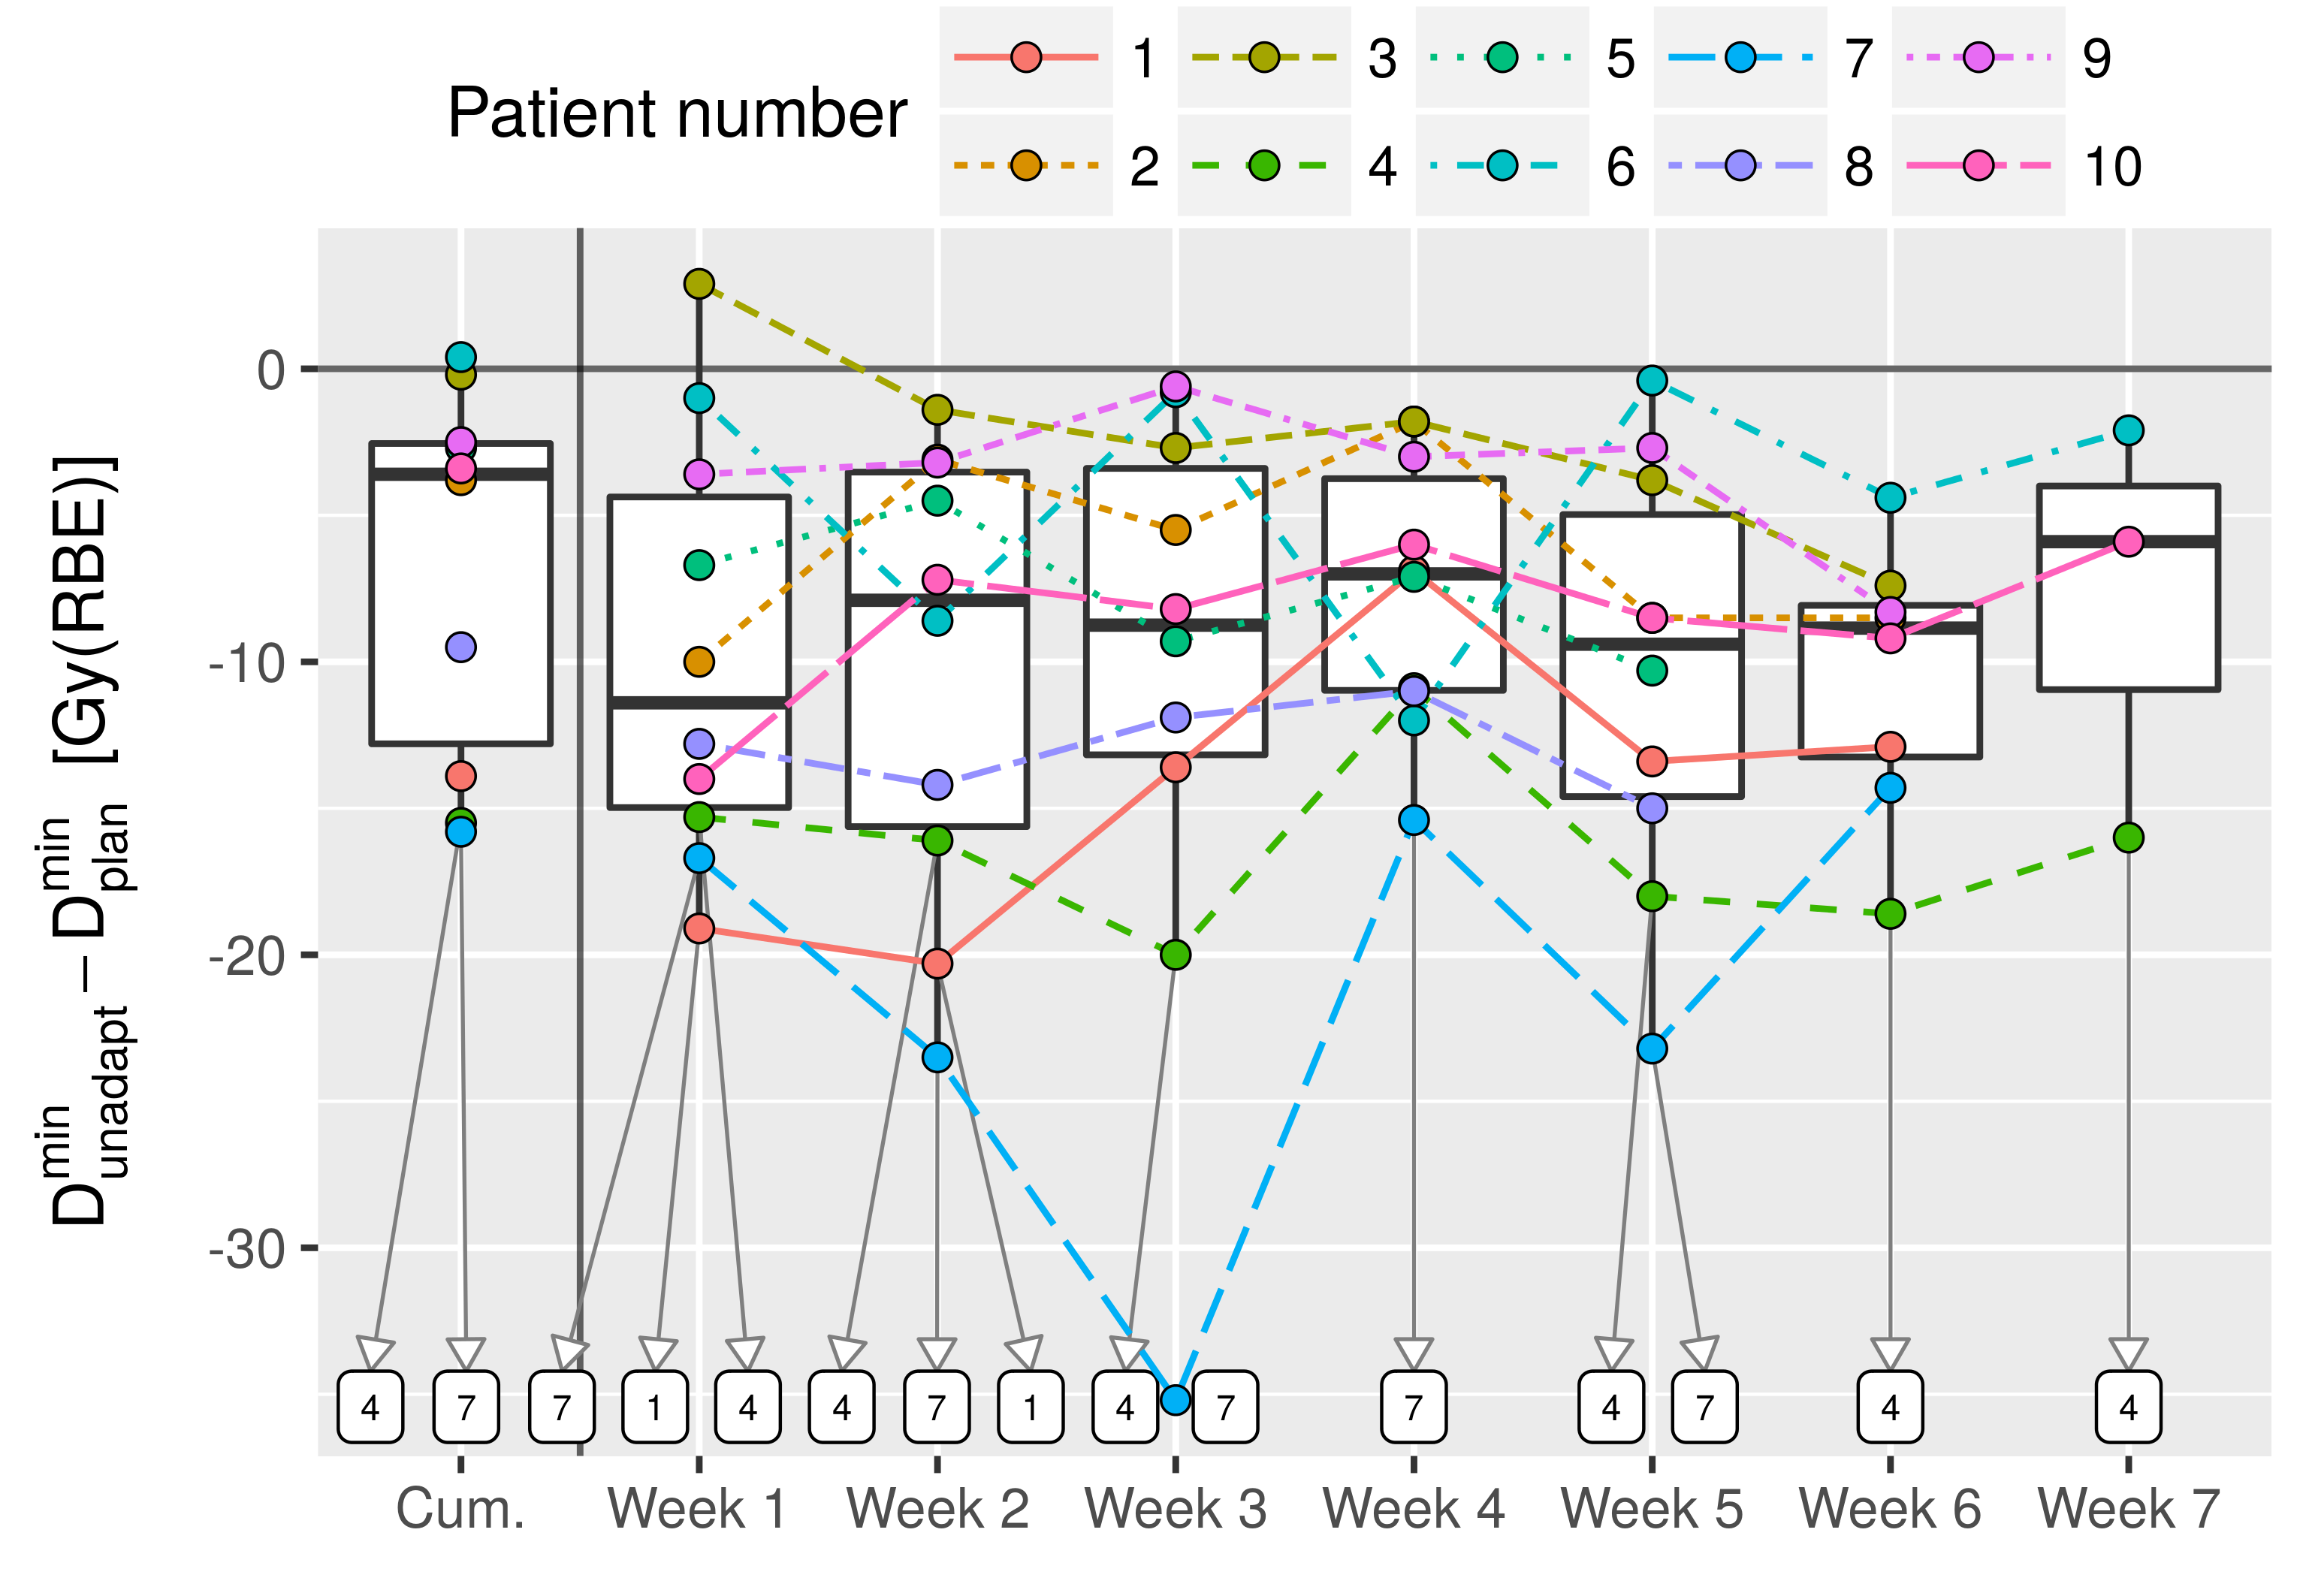 Patient number
1 3 5 7 9
2 4 6 8 10
D^min_unadapt − D^min_plan [Gy(RBE)]
0
-10
-20
-30
4 7 7 1 4 4 7 1 4 7 7 4 7 4 4
Cum. Week 1 Week 2 Week 3 Week 4 Week 5 Week 6 Week 7